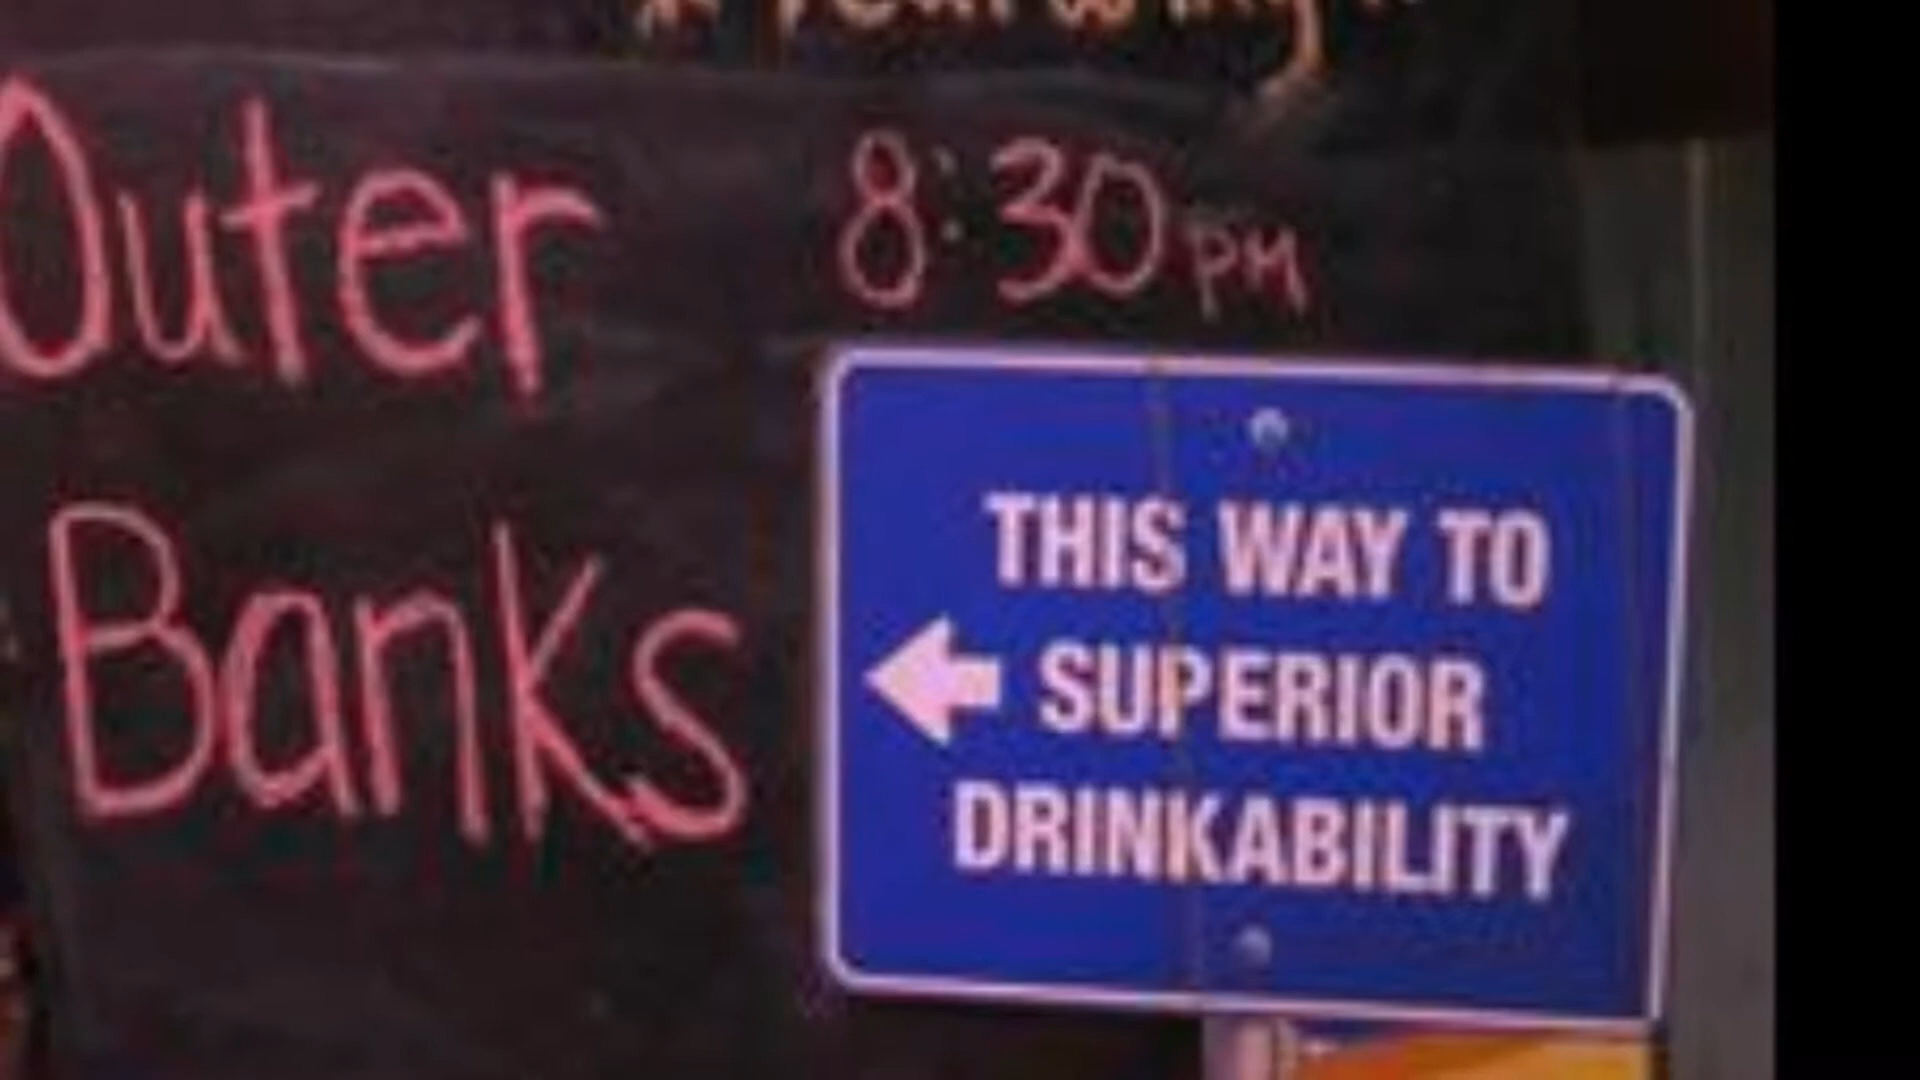 Outer 8:30 PM
Banks
THIS WAY TO
SUPERIOR
DRINKABILITY